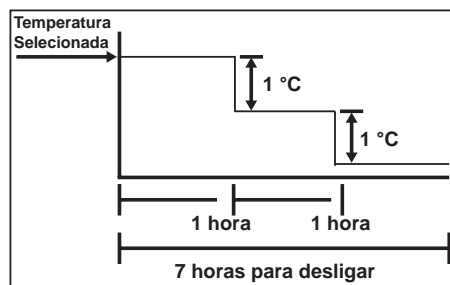 Temperatura
Selecionada
1 °C
1 °C
1 hora 1 hora
7 horas para desligar